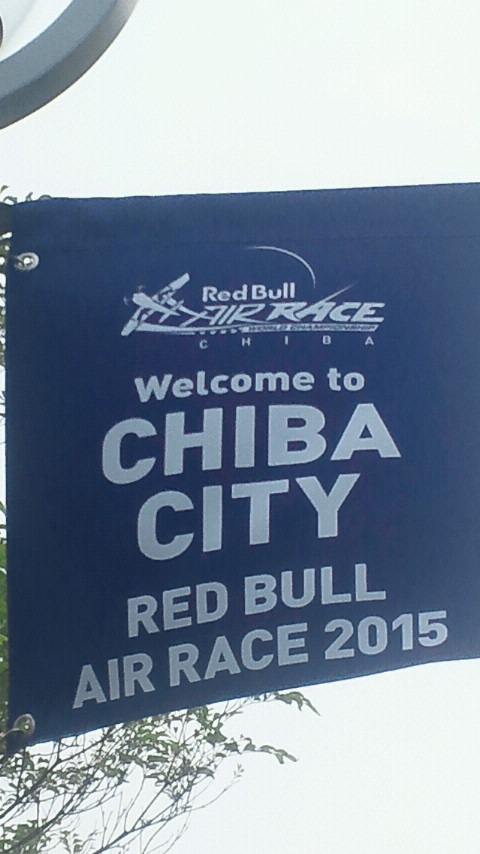 Red Bull
AIR RACE
WORLD CHAMPIONSHIP
CHIBA
Welcome to
CHIBA
CITY
RED BULL
AIR RACE 2015